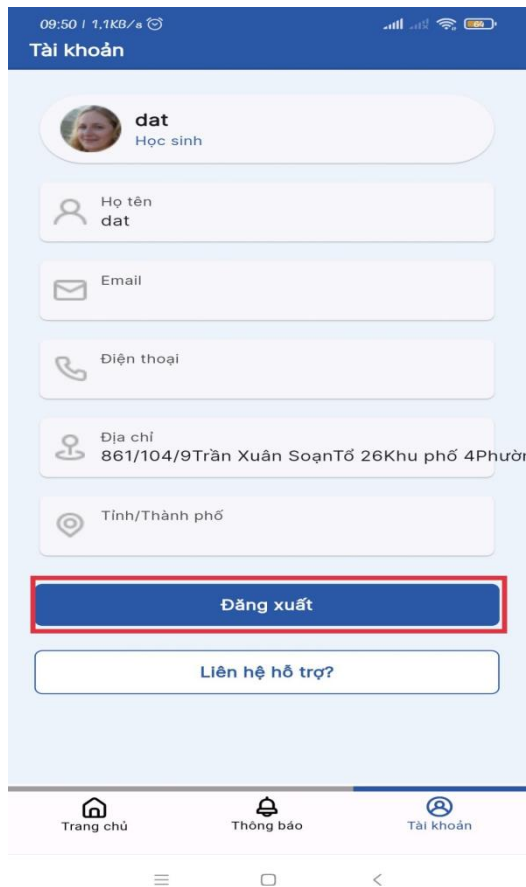 09:50 | 1,1KB/s
64
Tài khoản
dat
Học sinh
Họ tên
dat
Email
Điện thoại
Địa chỉ
861/104/9Trần Xuân SoạnTổ 26Khu phố 4Phườn
Tỉnh/Thành phố
Đăng xuất
Liên hệ hỗ trợ?
Trang chủ
Thông báo
Tài khoản